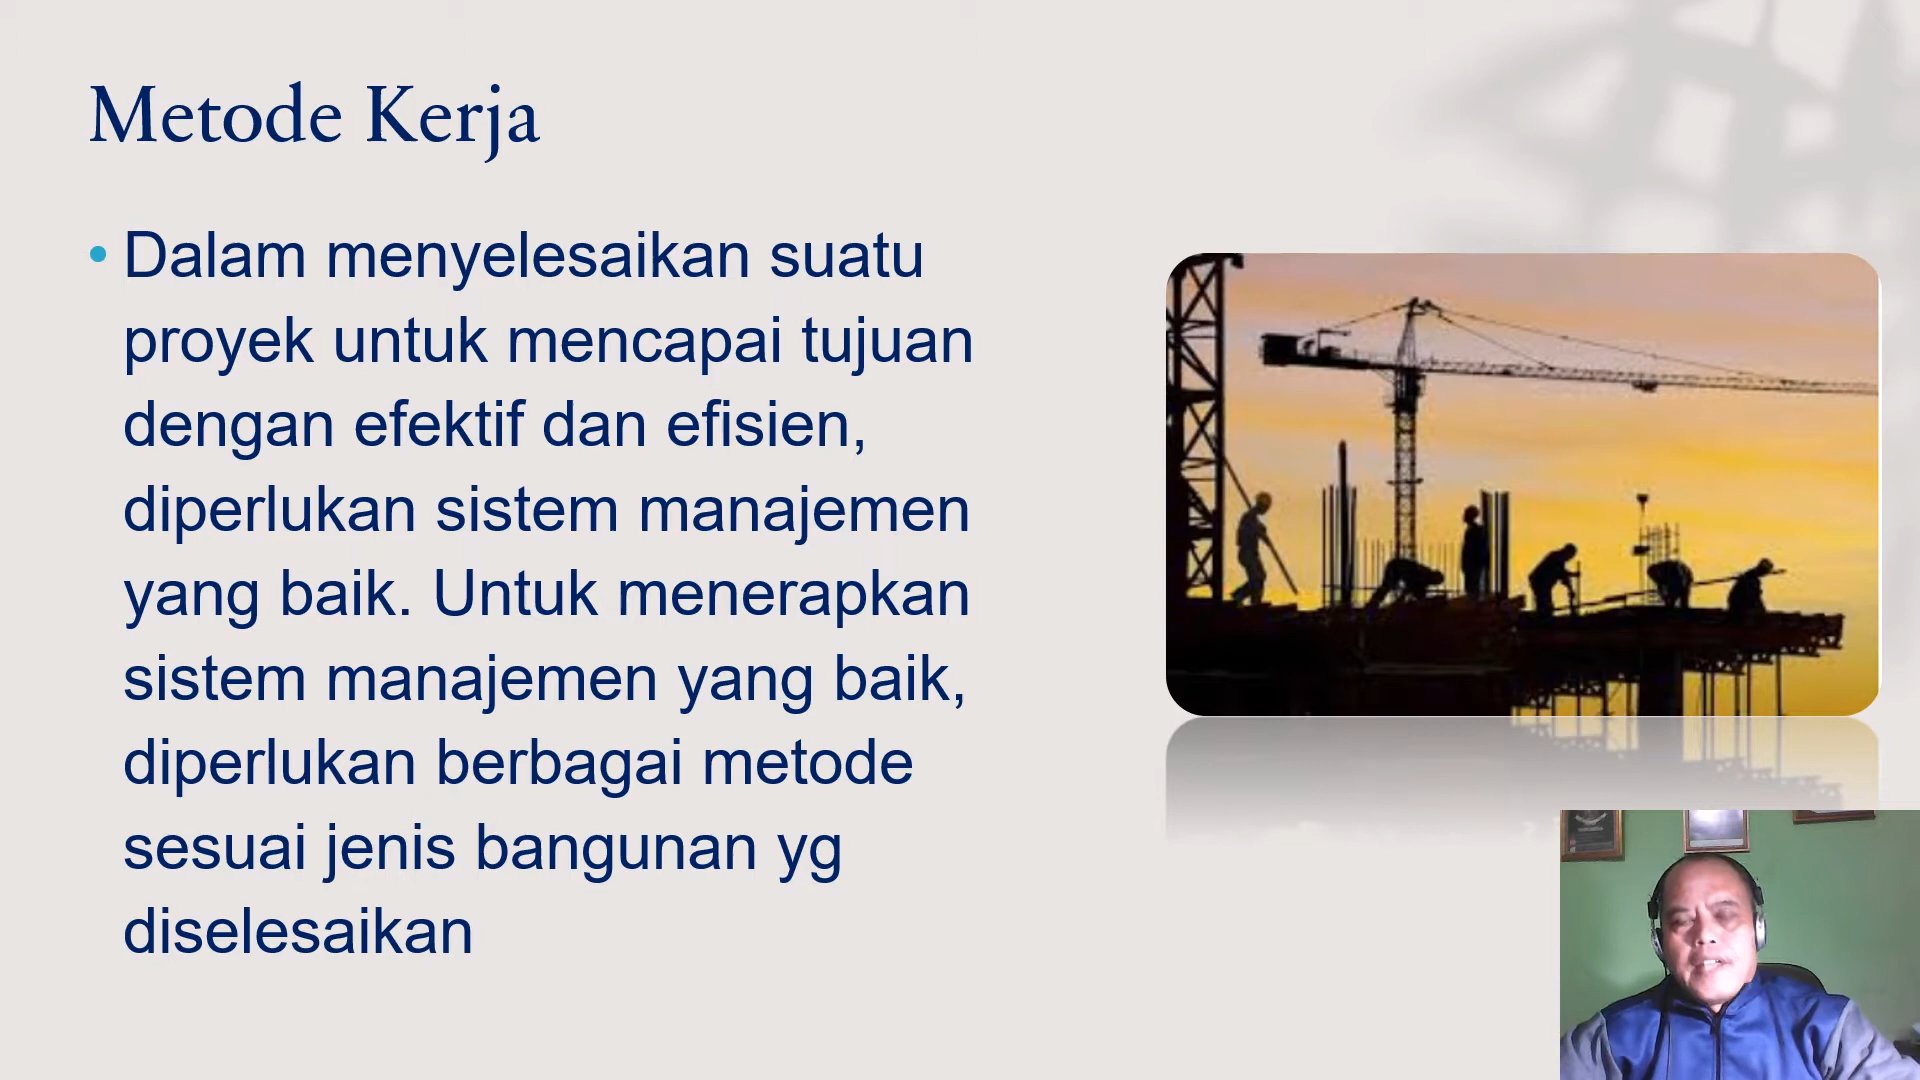 Metode Kerja
• Dalam menyelesaikan suatu
proyek untuk mencapai tujuan
dengan efektif dan efisien,
diperlukan sistem manajemen
yang baik. Untuk menerapkan
sistem manajemen yang baik,
diperlukan berbagai metode
sesuai jenis bangunan yg
diselesaikan